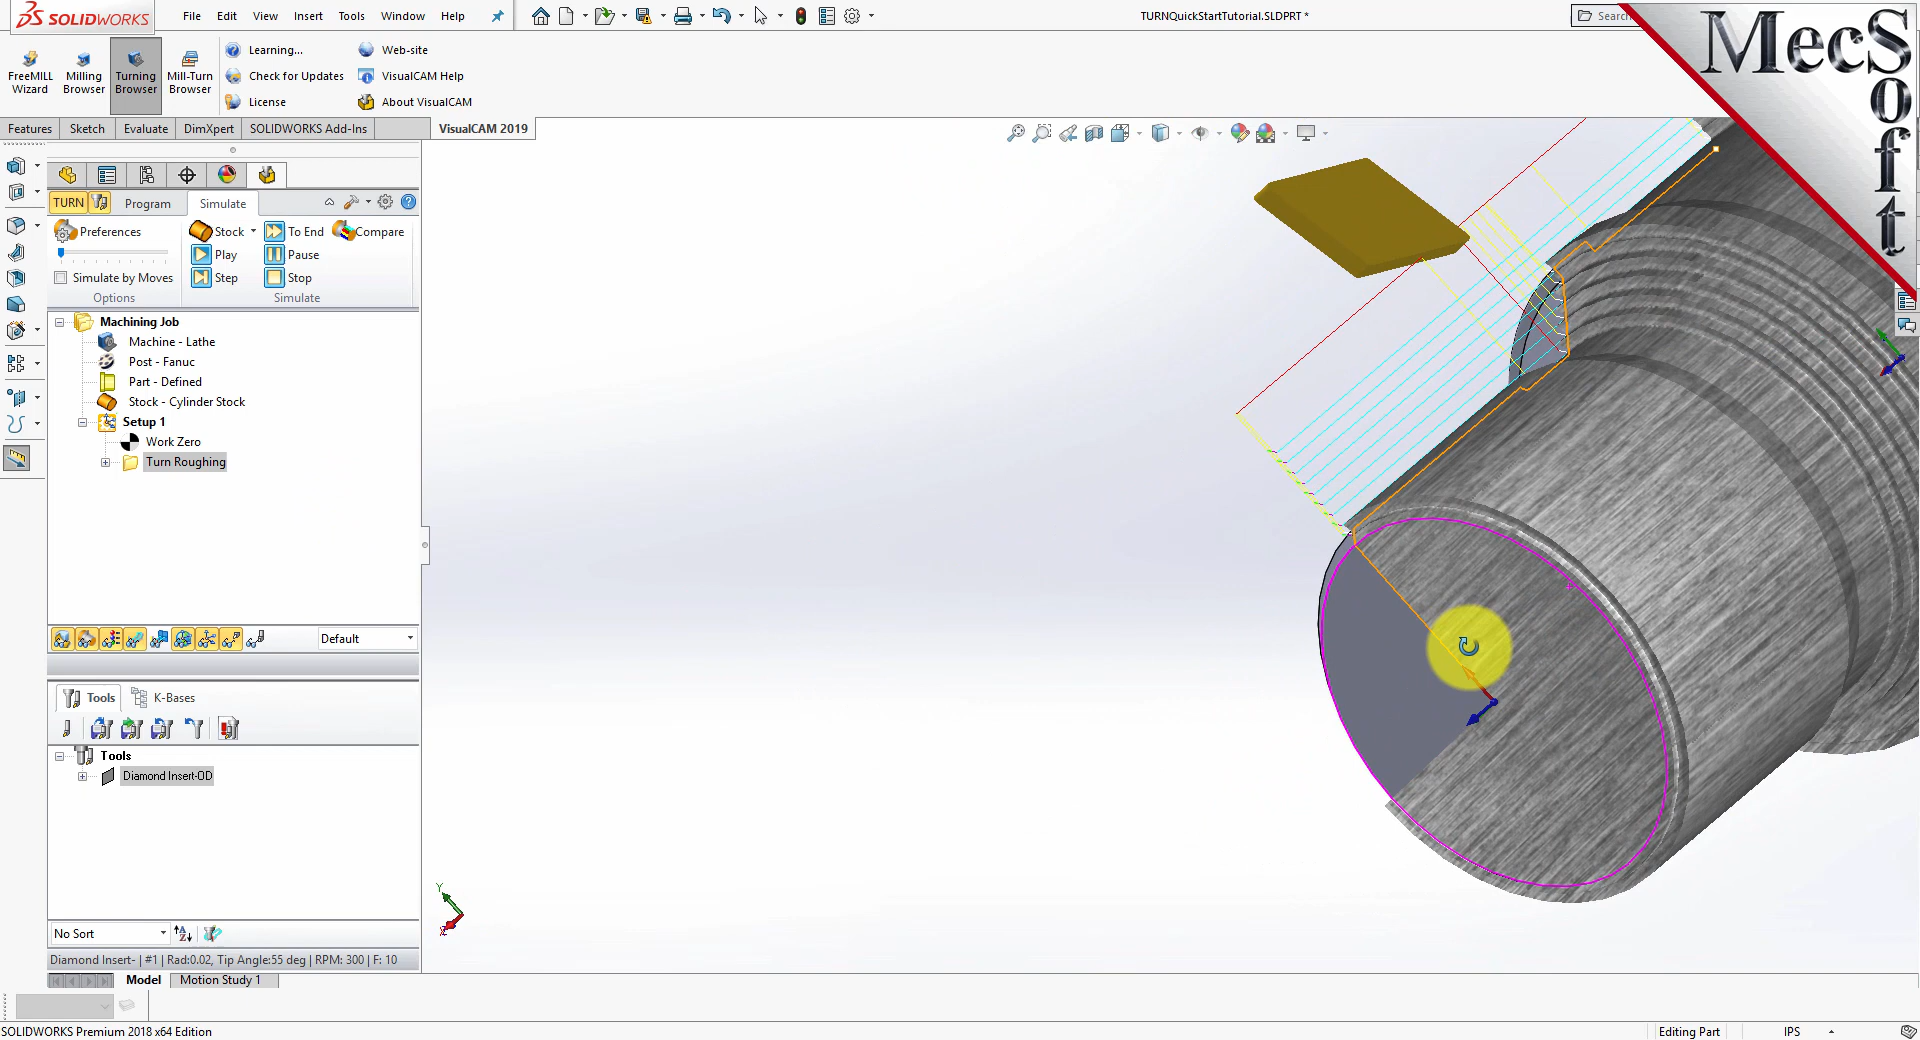 SOLIDWORKS
File Edit View Insert Tools Window Help
TURNQuickStartTutorial.SLDPRT *
Search
MecSoft
FreeMILL Wizard
Milling Browser
Turning Browser
Mill-Turn Browser
Learning...
Check for Updates
License
Web-site
VisualCAM Help
About VisualCAM
Features Sketch Evaluate DimXpert SOLIDWORKS Add-Ins VisualCAM 2019
TURN Program Simulate
Preferences
Simulate by Moves
Options
Stock To End Compare
Play Pause
Step Stop
Simulate
Machining Job
Machine - Lathe
Post - Fanuc
Part - Defined
Stock - Cylinder Stock
Setup 1
Work Zero
Turn Roughing
Default
Tools K-Bases
Tools
Diamond Insert-OD
Y
No Sort
Diamond Insert- | #1 | Rad:0.02, Tip Angle:55 deg | RPM: 300 | F: 10
Model Motion Study 1
SOLIDWORKS Premium 2018 x64 Edition
Editing Part
IPS